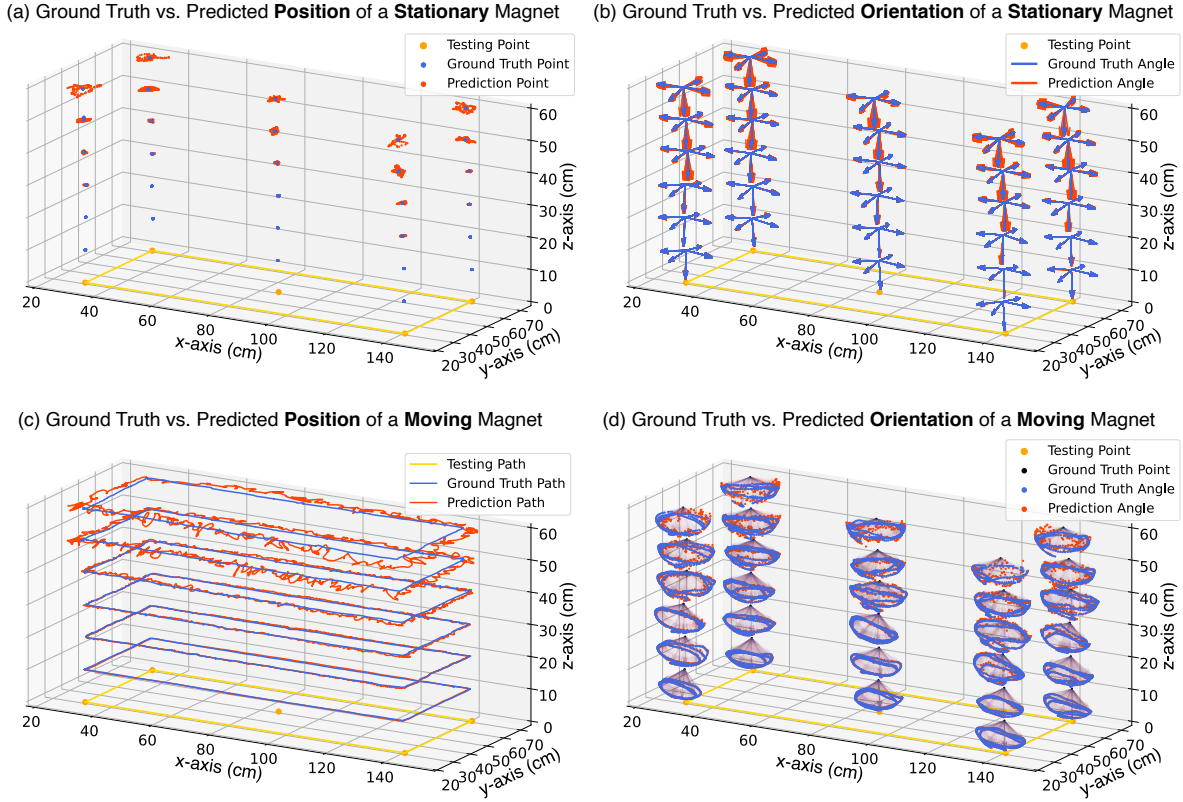 (a) Ground Truth vs. Predicted Position of a Stationary Magnet
Testing Point
Ground Truth Point
Prediction Point
60
50
40
30
20
10
0
z-axis (cm)
20
40
60
80
100
120
140
x-axis (cm)
20
30
40
50
60
70
y-axis (cm)
(b) Ground Truth vs. Predicted Orientation of a Stationary Magnet
Testing Point
Ground Truth Angle
Prediction Angle
60
50
40
30
20
10
0
z-axis (cm)
20
40
60
80
100
120
140
x-axis (cm)
20
30
40
50
60
70
y-axis (cm)
(c) Ground Truth vs. Predicted Position of a Moving Magnet
Testing Path
Ground Truth Path
Prediction Path
60
50
40
30
20
10
0
z-axis (cm)
20
40
60
80
100
120
140
x-axis (cm)
20
30
40
50
60
70
y-axis (cm)
(d) Ground Truth vs. Predicted Orientation of a Moving Magnet
Testing Point
Ground Truth Point
Ground Truth Angle
Prediction Angle
60
50
40
30
20
10
0
z-axis (cm)
20
40
60
80
100
120
140
x-axis (cm)
20
30
40
50
60
70
y-axis (cm)